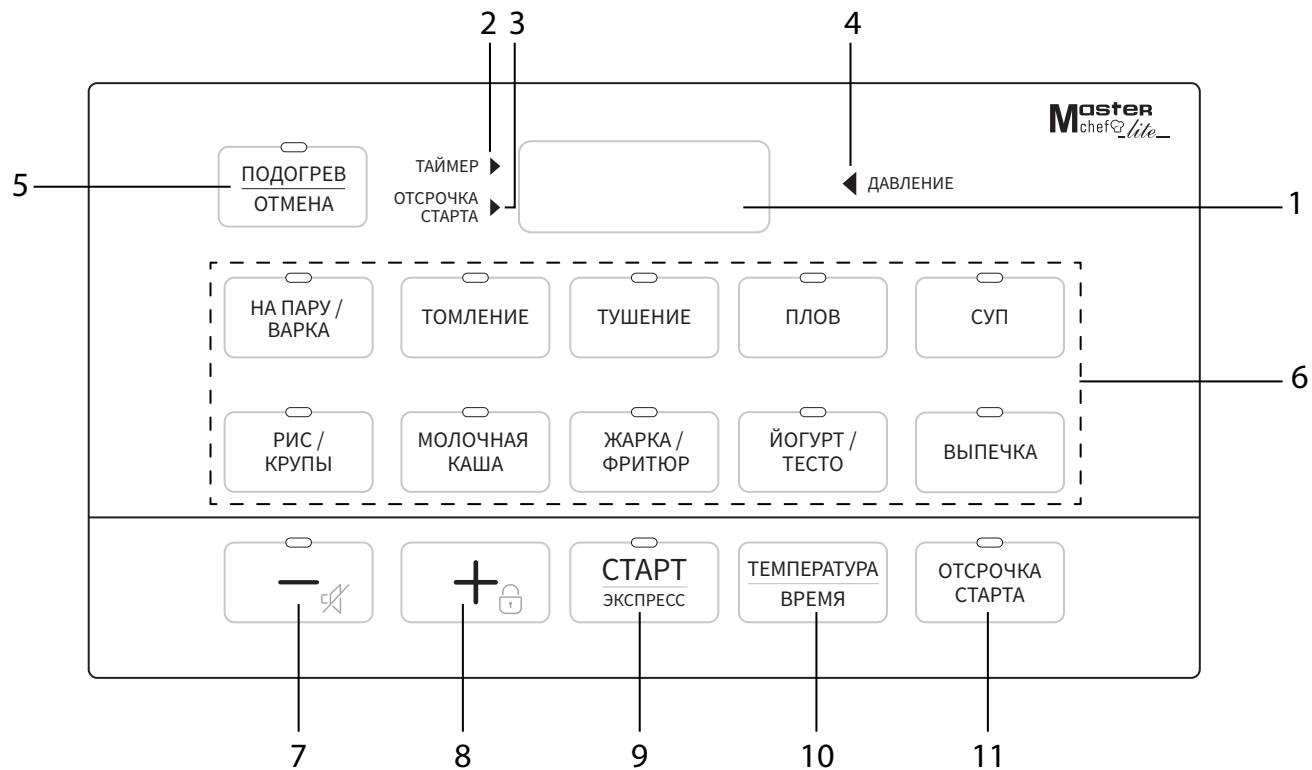 2 3 4
Master
chef lite
ПОДОГРЕВ
ОТМЕНА
ТАЙМЕР
ОТСРОЧКА
СТАРТА
ДАВЛЕНИЕ
5
1
НА ПАРУ /
ВАРКА
ТОМЛЕНИЕ
ТУШЕНИЕ
ПЛОВ
СУП
6
РИС /
КРУПЫ
МОЛОЧНАЯ
КАША
ЖАРКА /
ФРИТЮР
ЙОГУРТ /
ТЕСТО
ВЫПЕЧКА
−
+
СТАРТ
ЭКСПРЕСС
ТЕМПЕРАТУРА
ВРЕМЯ
ОТСРОЧКА
СТАРТА
7 8 9 10 11